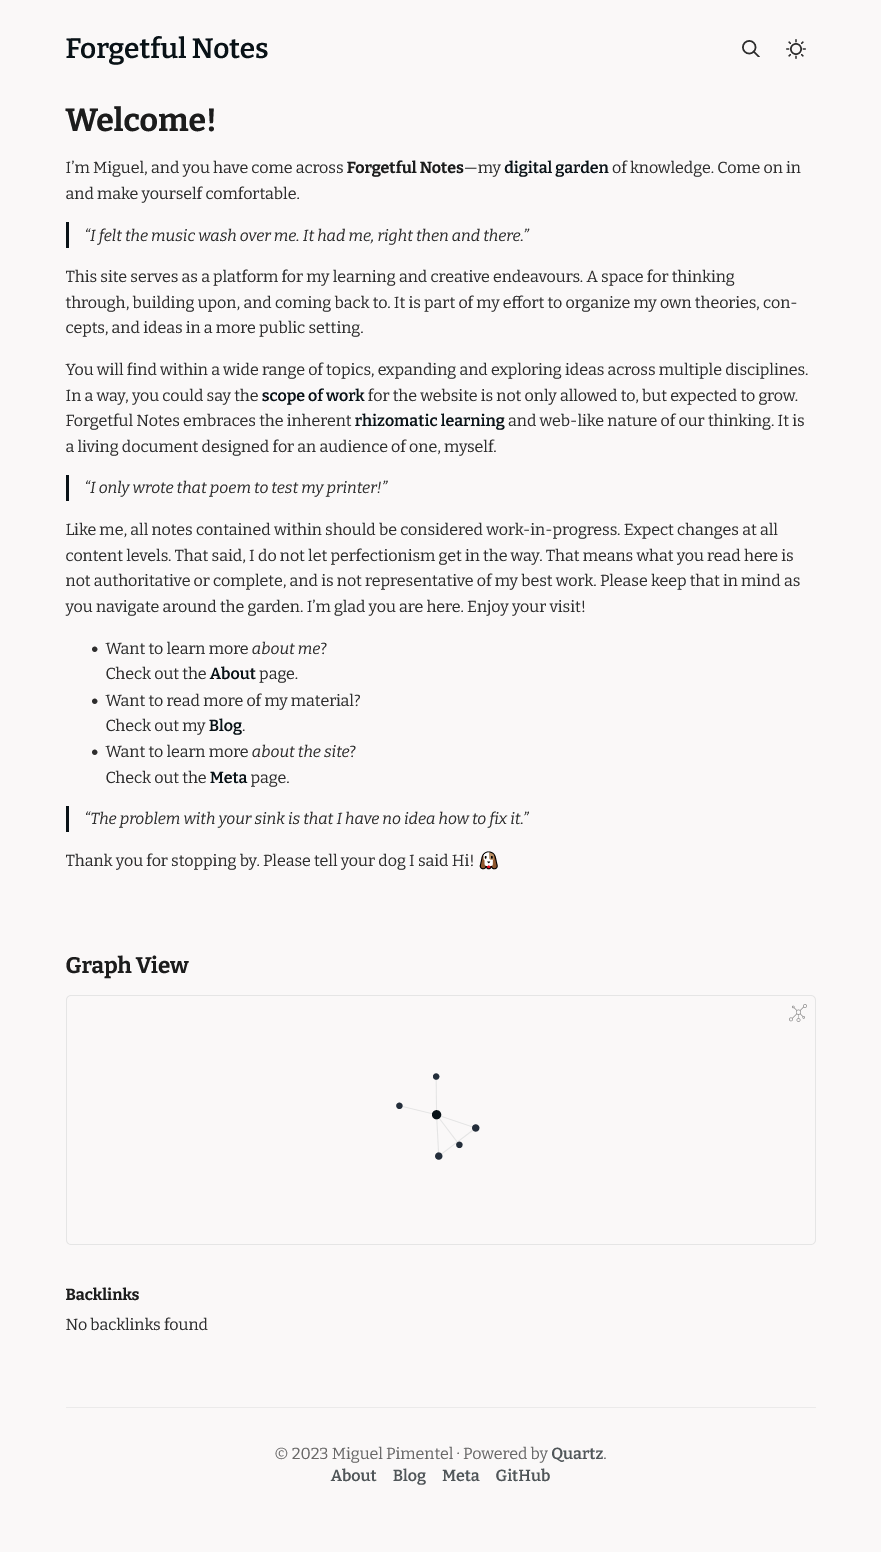 Forgetful Notes
Welcome!
I’m Miguel, and you have come across Forgetful Notes—my digital garden of knowledge. Come on in
and make yourself comfortable.
“I felt the music wash over me. It had me, right then and there.”
This site serves as a platform for my learning and creative endeavours. A space for thinking
through, building upon, and coming back to. It is part of my effort to organize my own theories, con-
cepts, and ideas in a more public setting.
You will find within a wide range of topics, expanding and exploring ideas across multiple disciplines.
In a way, you could say the scope of work for the website is not only allowed to, but expected to grow.
Forgetful Notes embraces the inherent rhizomatic learning and web-like nature of our thinking. It is
a living document designed for an audience of one, myself.
“I only wrote that poem to test my printer!”
Like me, all notes contained within should be considered work-in-progress. Expect changes at all
content levels. That said, I do not let perfectionism get in the way. That means what you read here is
not authoritative or complete, and is not representative of my best work. Please keep that in mind as
you navigate around the garden. I’m glad you are here. Enjoy your visit!
• Want to learn more about me?
Check out the About page.
• Want to read more of my material?
Check out my Blog.
• Want to learn more about the site?
Check out the Meta page.
“The problem with your sink is that I have no idea how to fix it.”
Thank you for stopping by. Please tell your dog I said Hi!
Graph View
Backlinks
No backlinks found
© 2023 Miguel Pimentel · Powered by Quartz.
About Blog Meta GitHub